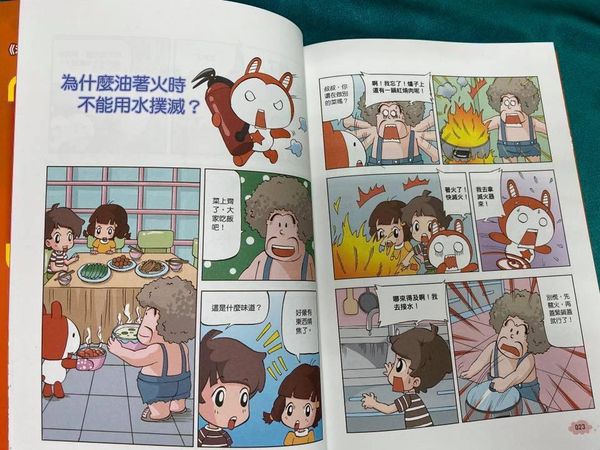 為什麼油著火時
不能用水撲滅？
菜上齊
了，大
家吃飯
吧！
這是什麼味道？
好像有
東西燒
焦了。
叔叔，你
還在做別
的菜嗎？
啊！我忘了！爐子上
還有一鍋紅燒肉呢！
著火了！
快滅火！
我去拿
滅火器
來！
哪來得及啊！我
去接水！
別慌，先
關火，再
蓋緊鍋蓋
就行了！
023